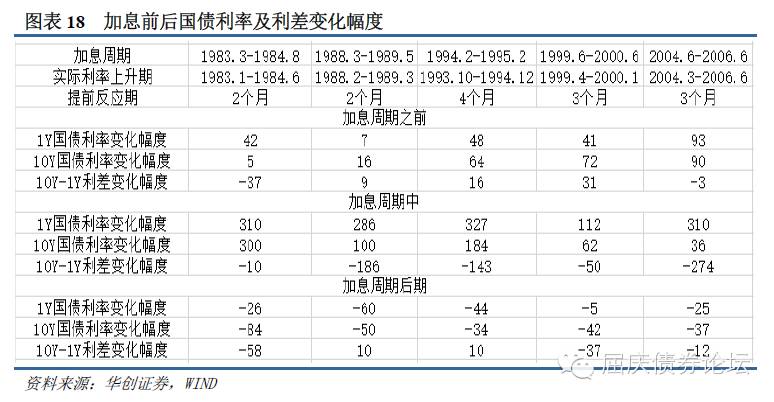 图表 18 加息前后国债利率及利差变化幅度
加息周期 1983.3-1984.8 1988.3-1989.5 1994.2-1995.2 1999.6-2000.6 2004.6-2006.6
实际利率上升期 1983.1-1984.6 1988.2-1989.3 1993.10-1994.12 1999.4-2000.1 2004.3-2006.6
提前反应期 2个月 2个月 4个月 3个月 3个月
加息周期之前
1Y国债利率变化幅度 42 7 48 41 93
10Y国债利率变化幅度 5 16 64 72 90
10Y-1Y利差变化幅度 -37 9 16 31 -3
加息周期中
1Y国债利率变化幅度 310 286 327 112 310
10Y国债利率变化幅度 300 100 184 62 36
10Y-1Y利差变化幅度 -10 -186 -143 -50 -274
加息周期后期
1Y国债利率变化幅度 -26 -60 -44 -5 -25
10Y国债利率变化幅度 -84 -50 -34 -42 -37
10Y-1Y利差变化幅度 -58 10 10 -37 -12
屈庆债券论坛
资料来源：华创证券，WIND